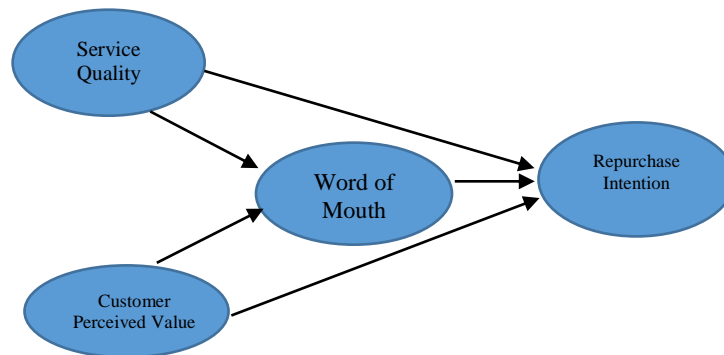 Service
Quality
Word of
Mouth
Repurchase
Intention
Customer
Perceived Value